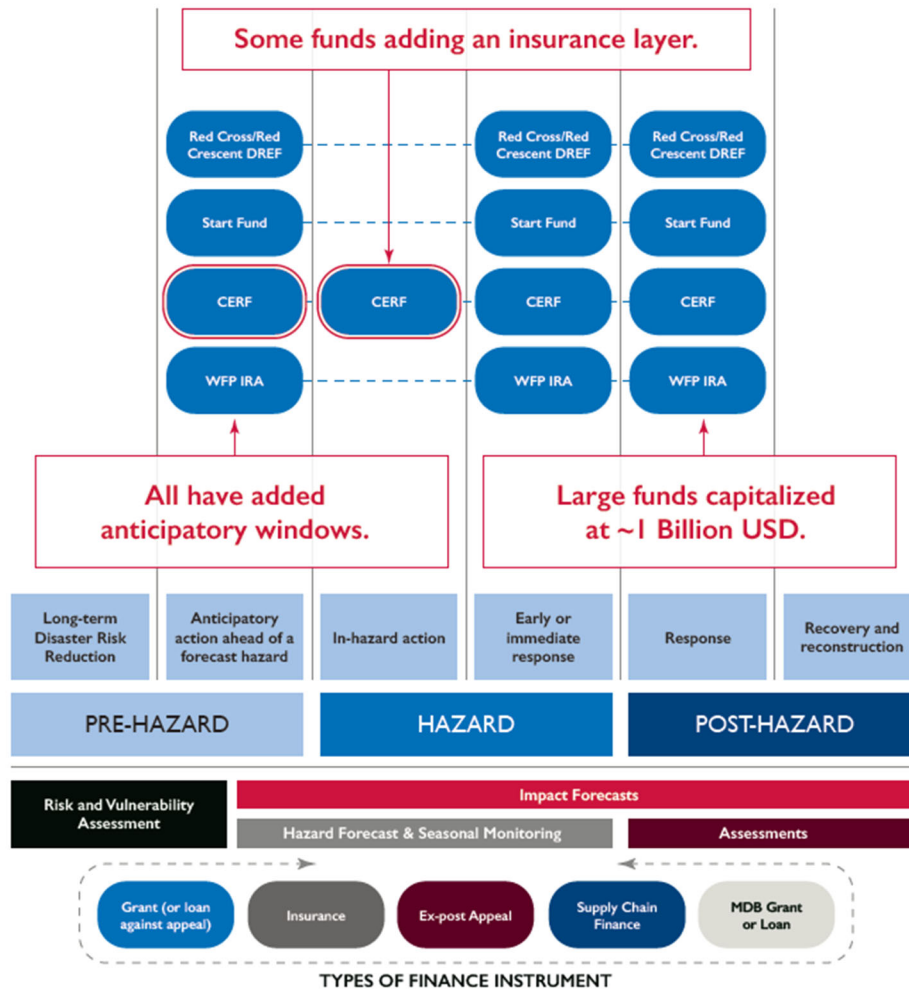 Some funds adding an insurance layer.
Red Cross/Red
Crescent DREF
Red Cross/Red
Crescent DREF
Red Cross/Red
Crescent DREF
Start Fund
Start Fund
Start Fund
CERF
CERF
CERF
CERF
WFP IRA
WFP IRA
WFP IRA
All have added
anticipatory windows.
Large funds capitalized
at ~1 Billion USD.
Long-term
Disaster Risk
Reduction
Anticipatory
action ahead of a
forecast hazard
In-hazard action
Early or
immediate
response
Response
Recovery and
reconstruction
PRE-HAZARD
HAZARD
POST-HAZARD
Risk and Vulnerability
Assessment
Impact Forecasts
Hazard Forecast & Seasonal Monitoring
Assessments
Grant (or loan
against appeal)
Insurance
Ex-post Appeal
Supply Chain
Finance
MDB Grant
or Loan
TYPES OF FINANCE INSTRUMENT